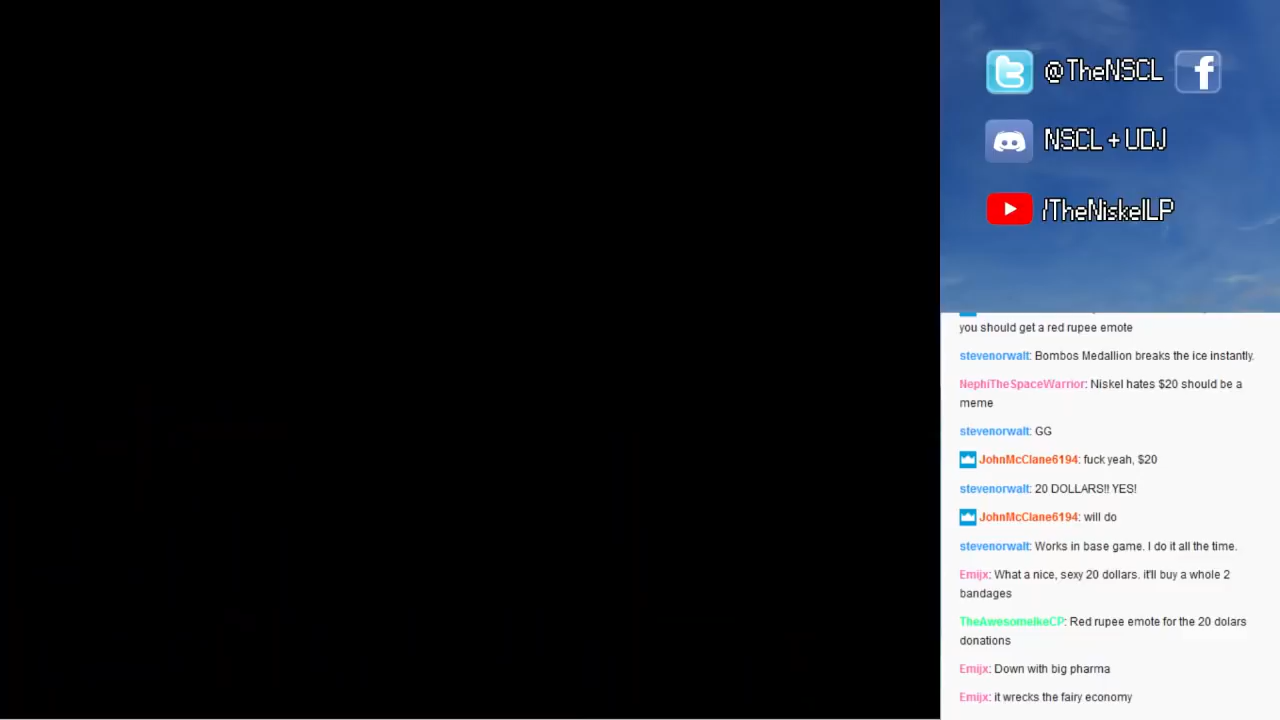 @TheNSCL
NSCL + UDJ
/TheNiskelLP
you should get a red rupee emote
stevenorwalt: Bombos Medallion breaks the ice instantly.
NephiTheSpaceWarrior: Niskel hates $20 should be a
meme
stevenorwalt: GG
JohnMcClane6194: fuck yeah, $20
stevenorwalt: 20 DOLLARS!! YES!
JohnMcClane6194: will do
stevenorwalt: Works in base game. I do it all the time.
Emijx: What a nice, sexy 20 dollars. it'll buy a whole 2
bandages
TheAwesomeIkeCP: Red rupee emote for the 20 dolars
donations
Emijx: Down with big pharma
Emijx: it wrecks the fairy economy